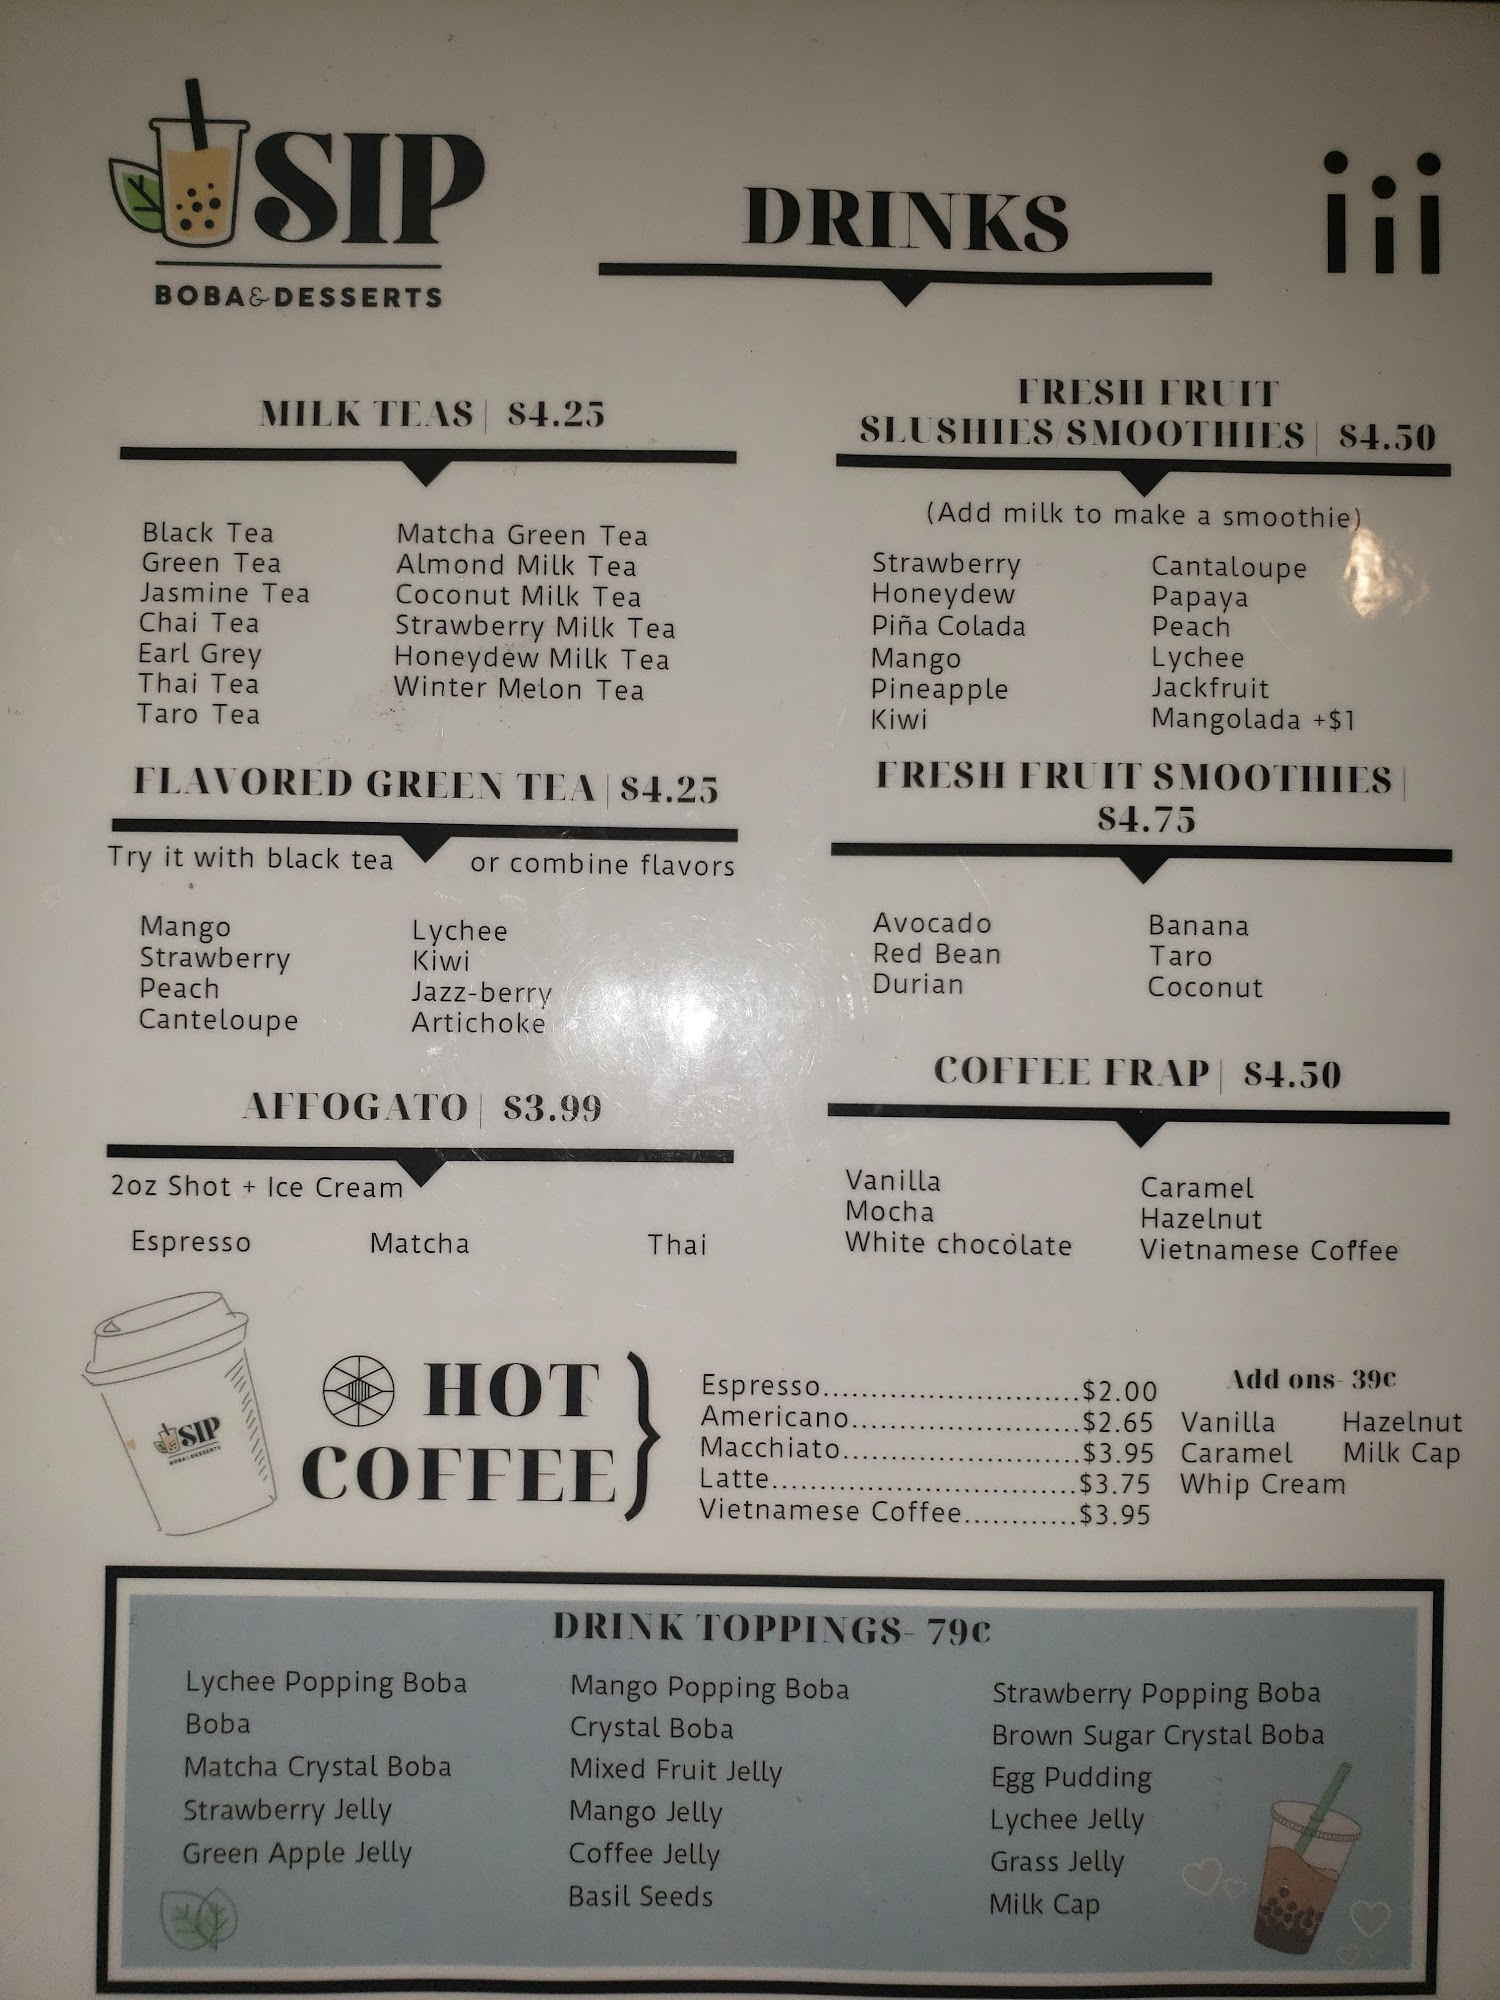 SIP
BOBA&DESSERTS
DRINKS
MILK TEAS| $4.25
Black Tea
Green Tea
Jasmine Tea
Chai Tea
Earl Grey
Thai Tea
Taro Tea
Matcha Green Tea
Almond Milk Tea
Coconut Milk Tea
Strawberry Milk Tea
Honeydew Milk Tea
Winter Melon Tea
FLAVORED GREEN TEA|$4.25
Try it with black tea or combine flavors
Mango
Strawberry
Peach
Canteloupe
Lychee
Kiwi
Jazz-berry
Artichoke
AFFOGATO| $3.99
2oz Shot + Ice Cream
Espresso Matcha Thai
FRESH FRUIT
SLUSHIES/SMOOTHIES| $4.50
(Add milk to make a smoothie)
Strawberry
Honeydew
Piña Colada
Mango
Pineapple
Kiwi
Cantaloupe
Papaya
Peach
Lychee
Jackfruit
Mangolada +$1
FRESH FRUIT SMOOTHIES|
$4.75
Avocado
Red Bean
Durian
Banana
Taro
Coconut
COFFEE FRAP| $4.50
Vanilla
Mocha
White chocolate
Caramel
Hazelnut
Vietnamese Coffee
SIP
BOBA&DESSERTS
HOT
COFFEE
Espresso............................$2.00
Americano.........................$2.65
Macchiato..........................$3.95
Latte.................................$3.75
Vietnamese Coffee............$3.95
Add ons- 39¢
Vanilla Hazelnut
Caramel Milk Cap
Whip Cream
DRINK TOPPINGS- 79¢
Lychee Popping Boba
Boba
Matcha Crystal Boba
Strawberry Jelly
Green Apple Jelly
Mango Popping Boba
Crystal Boba
Mixed Fruit Jelly
Mango Jelly
Coffee Jelly
Basil Seeds
Strawberry Popping Boba
Brown Sugar Crystal Boba
Egg Pudding
Lychee Jelly
Grass Jelly
Milk Cap